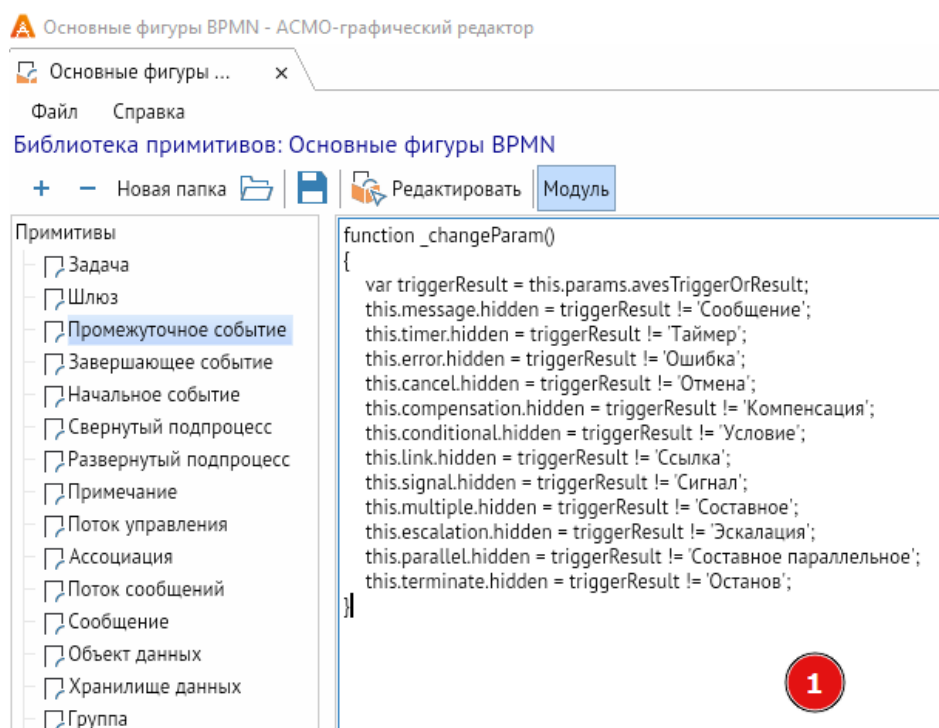 Основные фигуры BPMN - АСМО-графический редактор
Основные фигуры ... ×
Файл Справка
Библиотека примитивов: Основные фигуры BPMN
+ − Новая папка Редактировать Модуль
Примитивы
Задача
Шлюз
Промежуточное событие
Завершающее событие
Начальное событие
Свернутый подпроцесс
Развернутый подпроцесс
Примечание
Поток управления
Ассоциация
Поток сообщений
Сообщение
Объект данных
Хранилище данных
Группа
function _changeParam()
{
var triggerResult = this.params.avesTriggerOrResult;
this.message.hidden = triggerResult != 'Сообщение';
this.timer.hidden = triggerResult != 'Таймер';
this.error.hidden = triggerResult != 'Ошибка';
this.cancel.hidden = triggerResult != 'Отмена';
this.compensation.hidden = triggerResult != 'Компенсация';
this.conditional.hidden = triggerResult != 'Условие';
this.link.hidden = triggerResult != 'Ссылка';
this.signal.hidden = triggerResult != 'Сигнал';
this.multiple.hidden = triggerResult != 'Составное';
this.escalation.hidden = triggerResult != 'Эскалация';
this.parallel.hidden = triggerResult != 'Составное параллельное';
this.terminate.hidden = triggerResult != 'Останов';
}
1